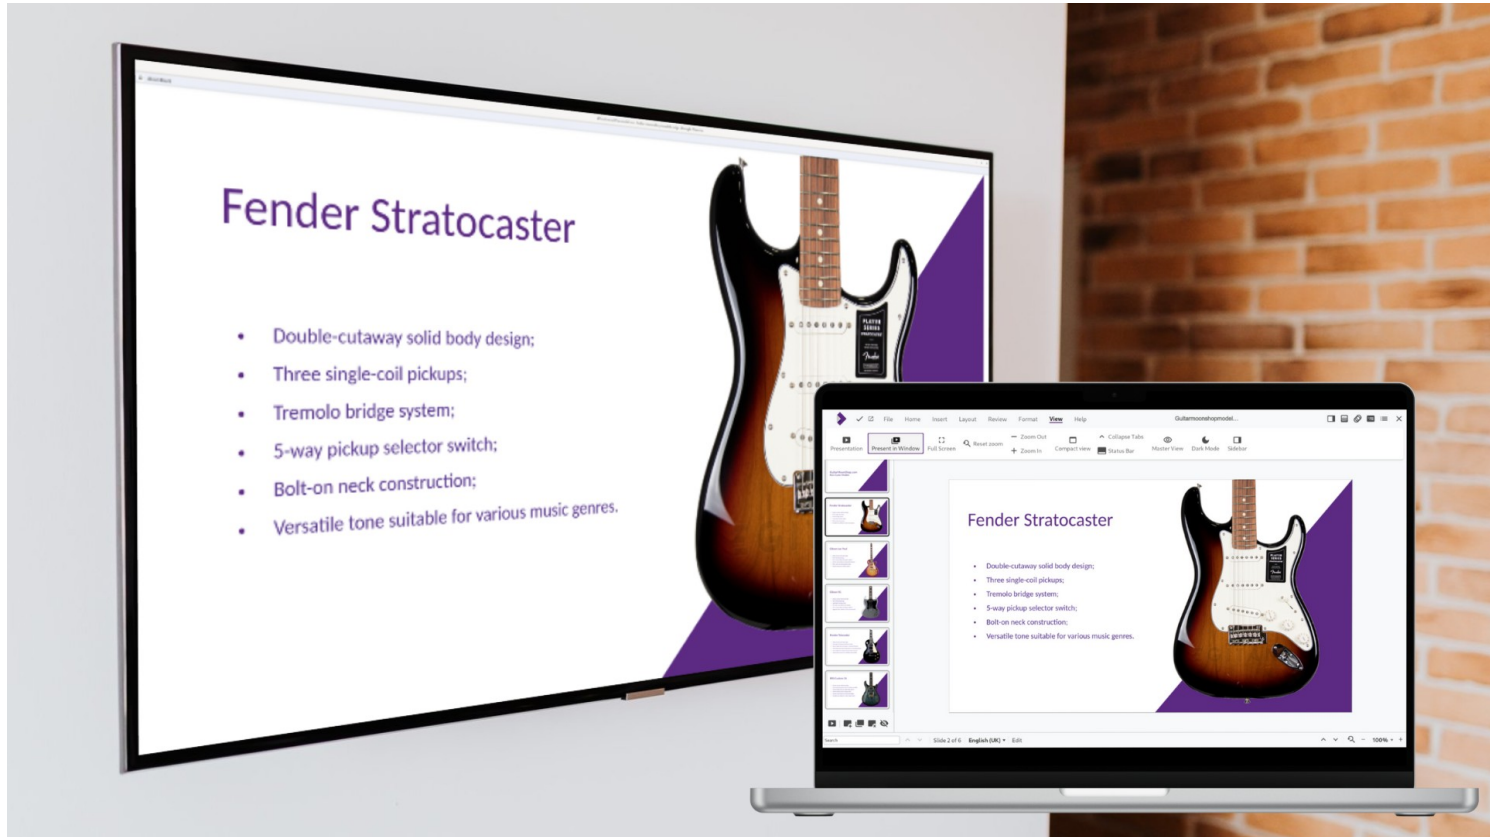 Fender Stratocaster
• Double-cutaway solid body design;
• Three single-coil pickups;
• Tremolo bridge system;
• 5-way pickup selector switch;
• Bolt-on neck construction;
• Versatile tone suitable for various music genres.
PLAYER
SERIES
Fender
File Home Insert Layout Review Format View Help
Guitarmoonshopmodel...
Presentation Present in Window Full Screen Reset zoom Zoom Out Zoom In Compact view Collapse Tabs Status Bar Master View Dark Mode Sidebar
Fender Stratocaster
• Double-cutaway solid body design;
• Three single-coil pickups;
• Tremolo bridge system;
• 5-way pickup selector switch;
• Bolt-on neck construction;
• Versatile tone suitable for various music genres.
Search Slide 2 of 6 English (UK) Edit 100%